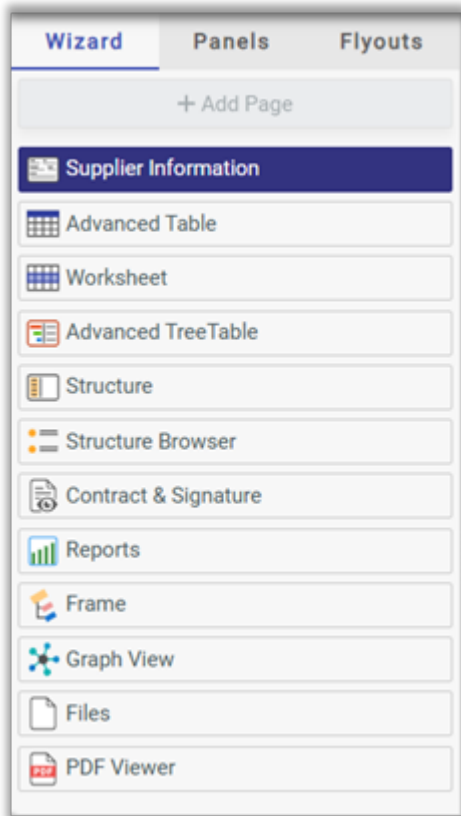 Wizard Panels Flyouts
+ Add Page
Supplier Information
Advanced Table
Worksheet
Advanced TreeTable
Structure
Structure Browser
Contract & Signature
Reports
Frame
Graph View
Files
PDF
PDF Viewer